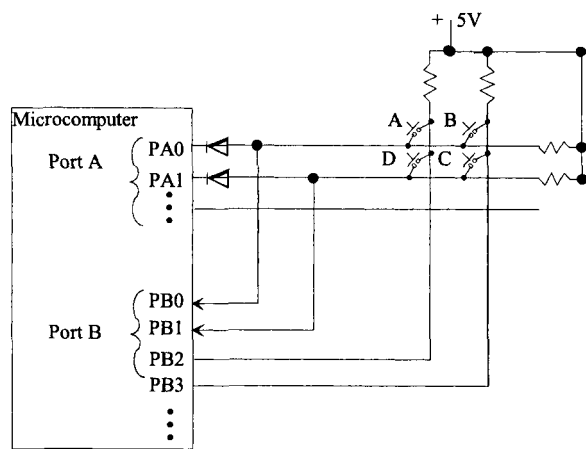 + 5V
Microcomputer
A B
Port A
PA0
D C
PA1
PB0
Port B
PB1
PB2
PB3